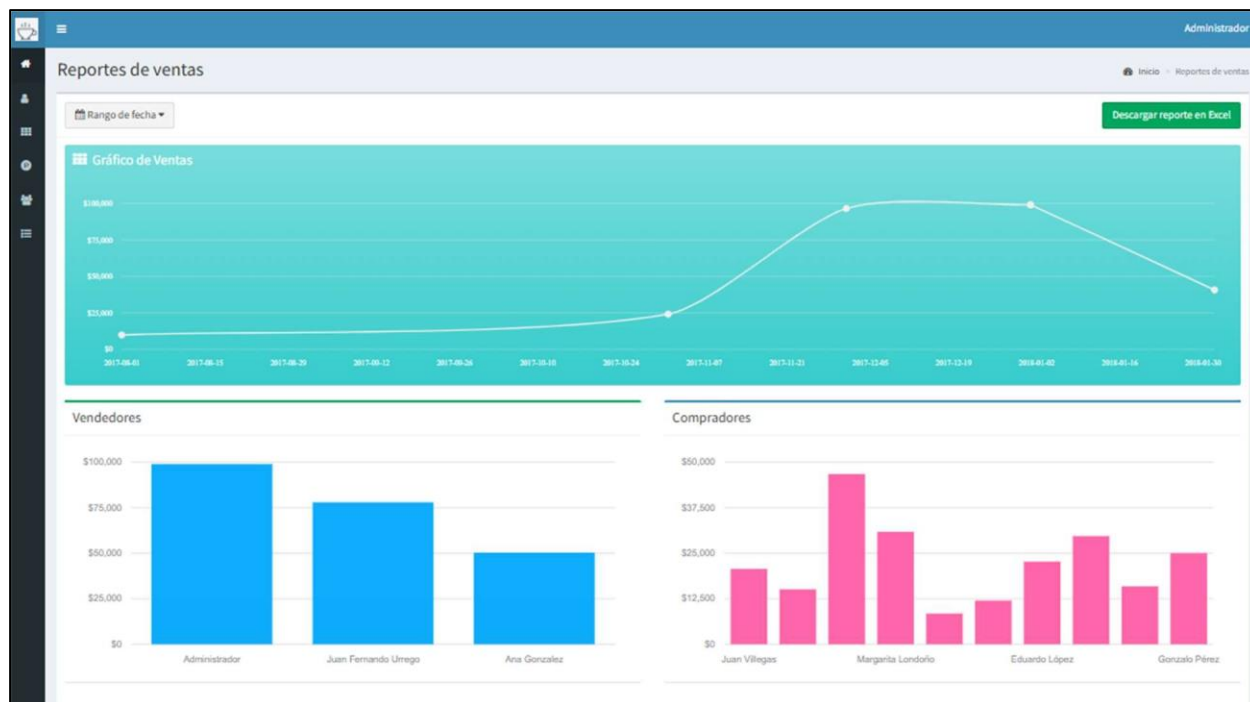 Administrador
Reportes de ventas
Inicio > Reportes de ventas
Rango de fecha
Descargar reporte en Excel
Gráfico de Ventas
$100,000
$75,000
$50,000
$25,000
$0
2017-08-01 2017-08-15 2017-08-29 2017-09-12 2017-09-26 2017-10-10 2017-10-24 2017-11-07 2017-11-21 2017-12-05 2017-12-19 2018-01-02 2018-01-16 2018-01-30
Vendedores
$100,000
$75,000
$50,000
$25,000
$0
Administrador Juan Fernando Urrego Ana Gonzalez
Compradores
$50,000
$37,500
$25,000
$12,500
$0
Juan Villegas Margarita Londoño Eduardo López Gonzalo Pérez